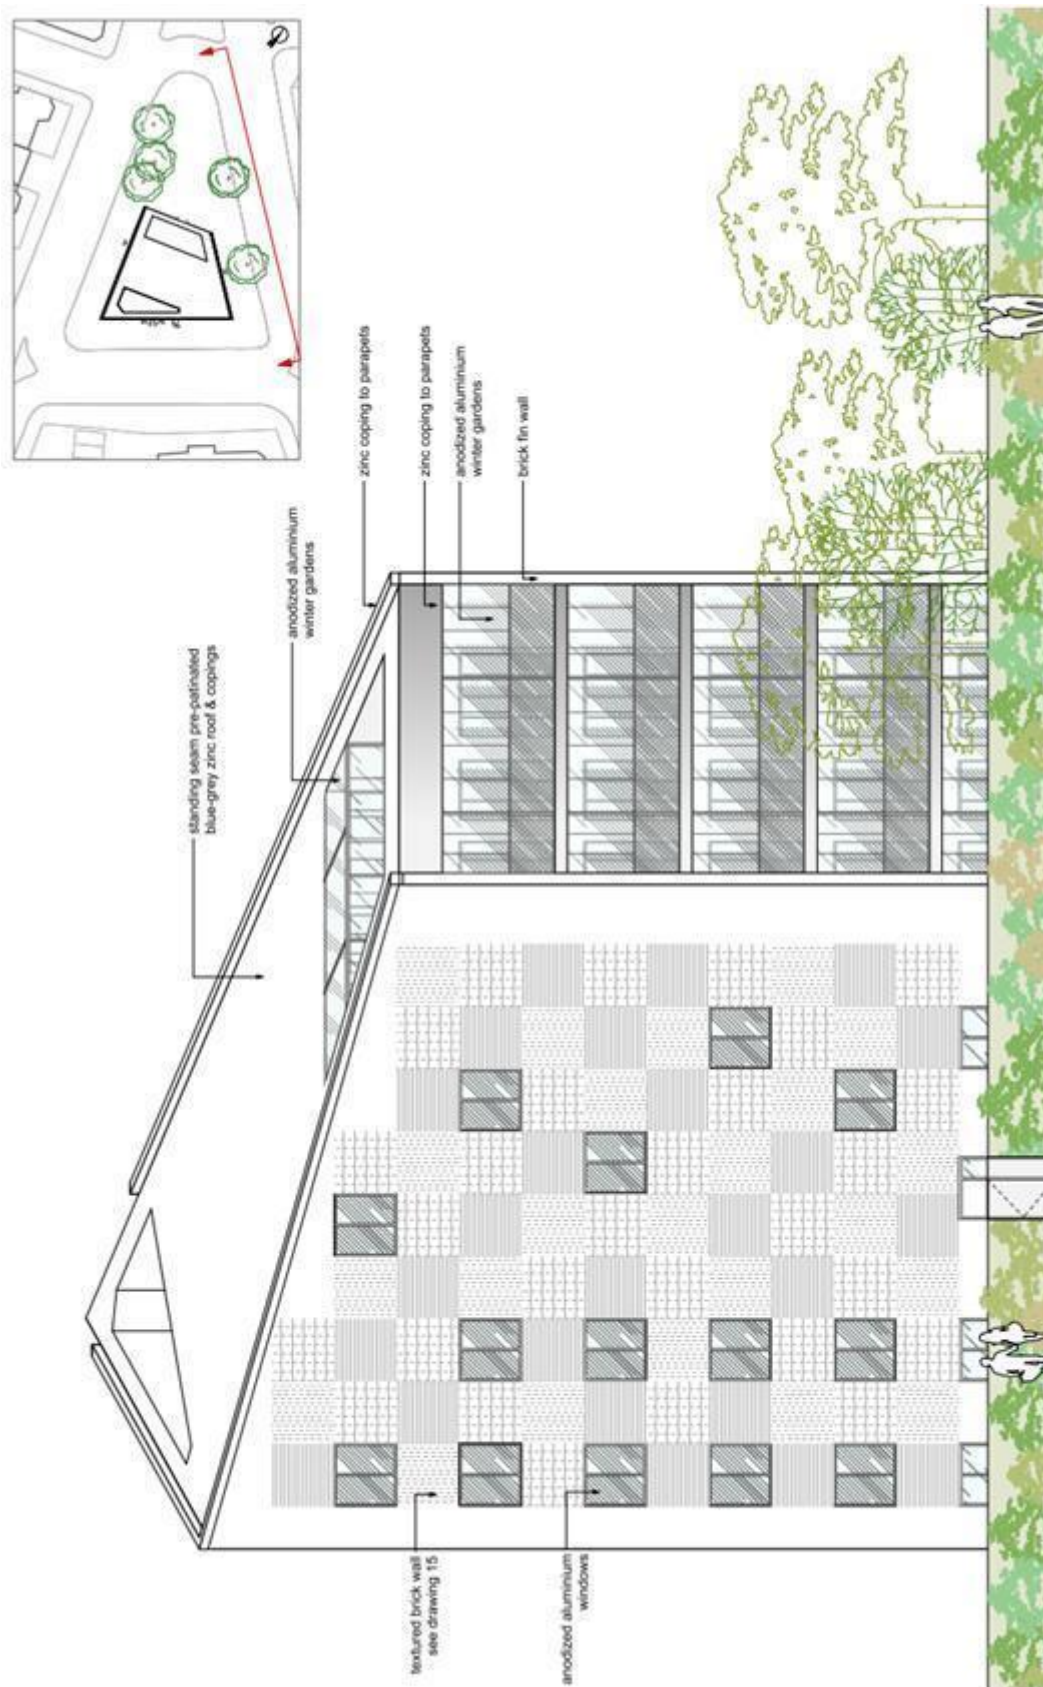 textured brick wall
see drawing 15
anodized aluminium
windows
standing seam pre-patinated
blue-grey zinc roof & copings
anodized aluminium
winter gardens
zinc coping to parapets
zinc coping to parapets
anodized aluminium
winter gardens
brick fin wall